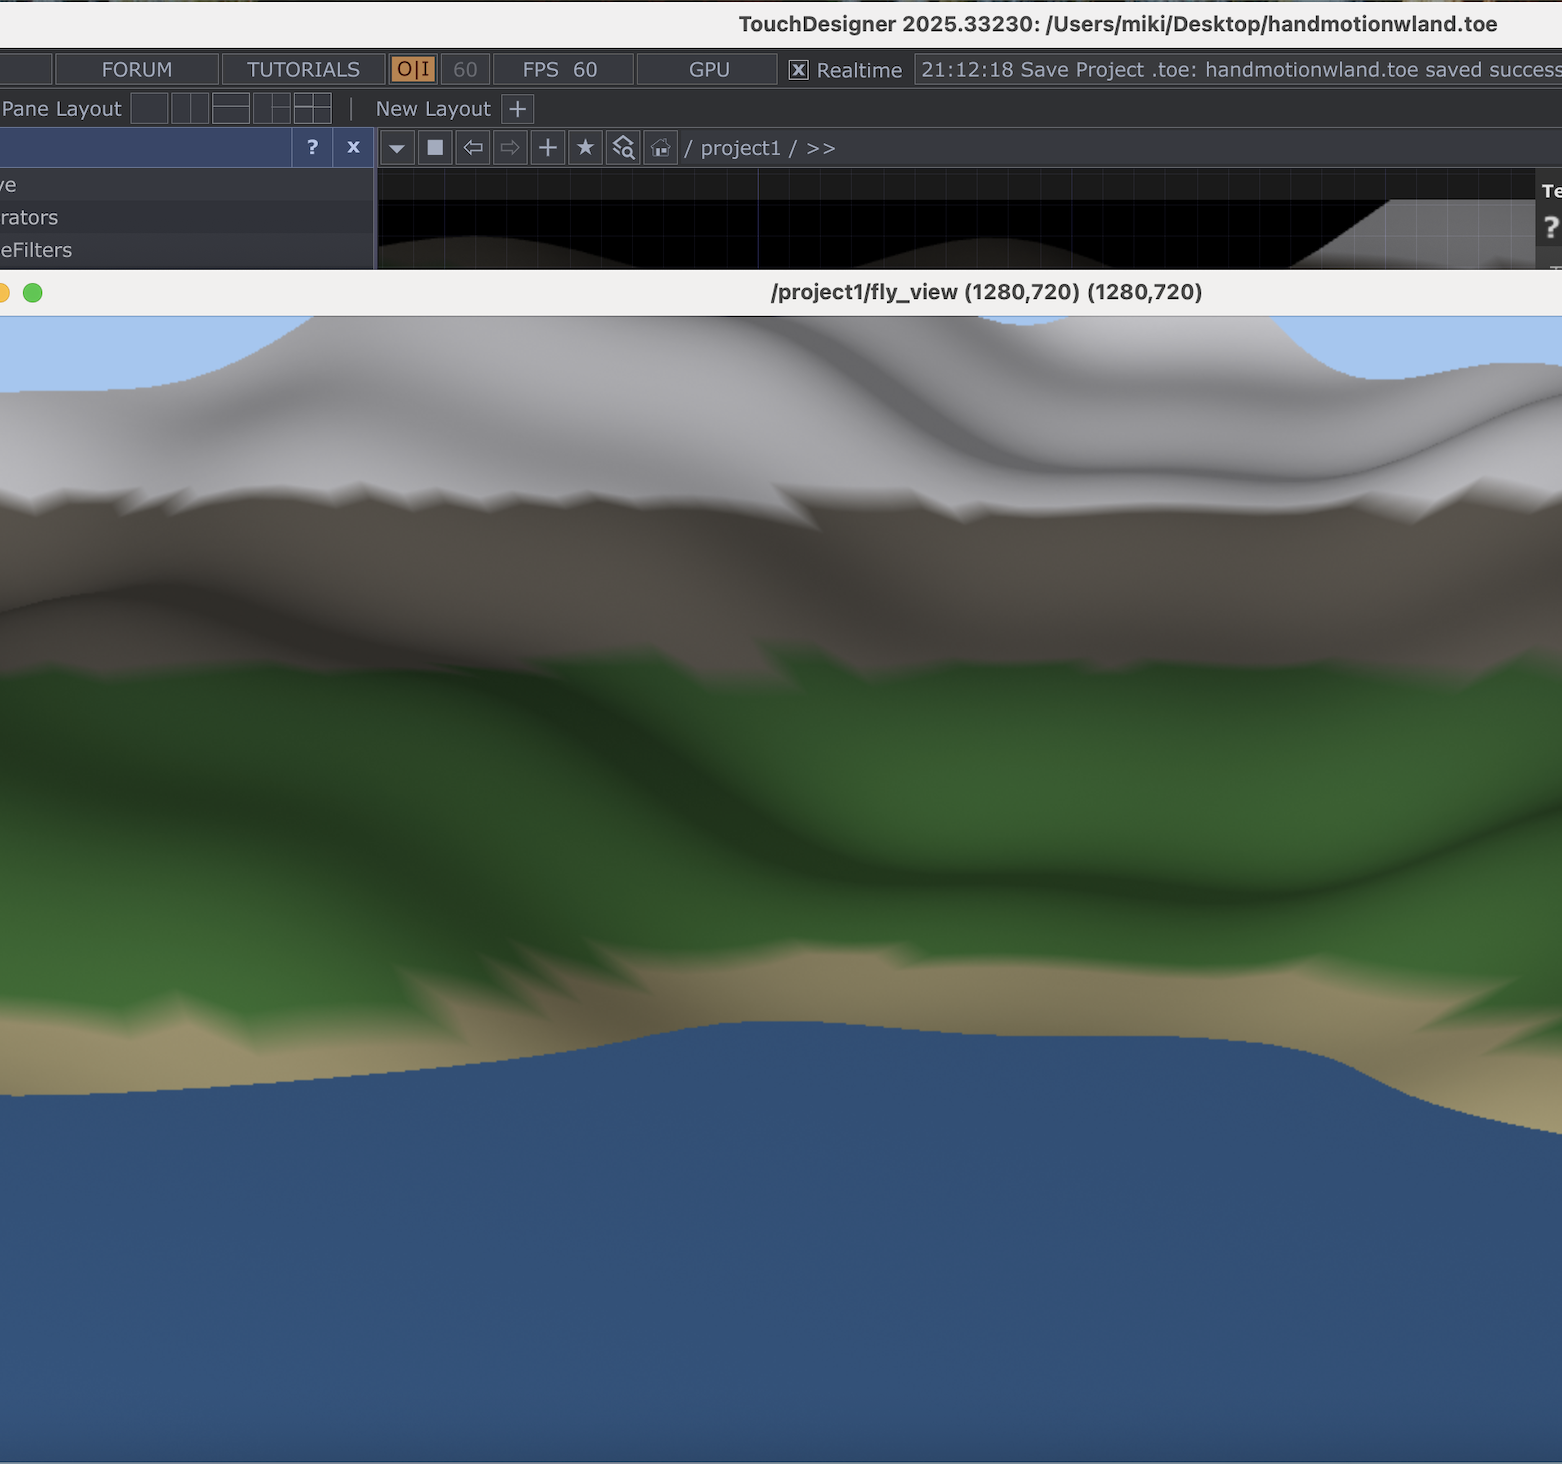 TouchDesigner 2025.33230: /Users/miki/Desktop/handmotionwland.toe
FORUM TUTORIALS O|I 60 FPS 60 GPU x Realtime 21:12:18 Save Project .toe: handmotionwland.toe saved success
Pane Layout | New Layout +
? x / project1 / >>
ve
rators
eFilters
Te
?
/project1/fly_view (1280,720) (1280,720)